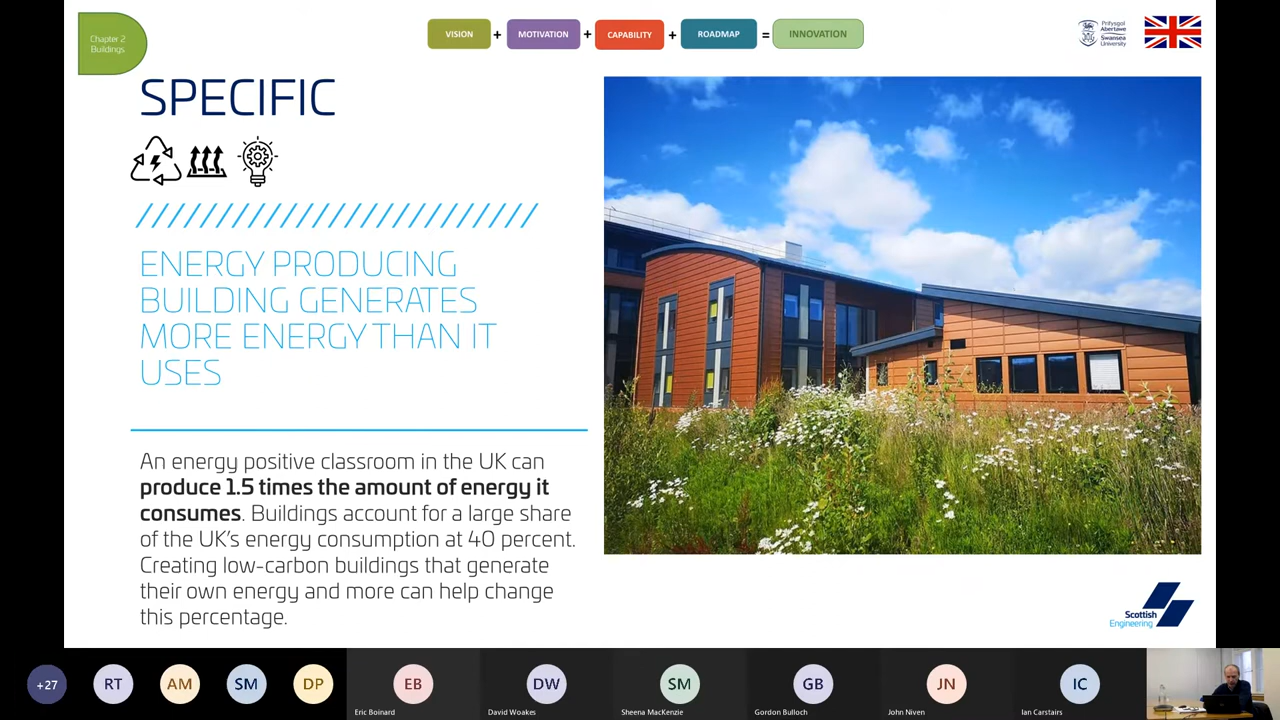 Chapter 2
Buildings
VISION + MOTIVATION + CAPABILITY + ROADMAP = INNOVATION
Prifysgol
Abertawe
Swansea
University
SPECIFIC
ENERGY PRODUCING
BUILDING GENERATES
MORE ENERGY THAN IT
USES
An energy positive classroom in the UK can
produce 1.5 times the amount of energy it
consumes. Buildings account for a large share
of the UK’s energy consumption at 40 percent.
Creating low-carbon buildings that generate
their own energy and more can help change
this percentage.
Scottish
Engineering
+27 RT AM SM DP EB DW SM GB JN IC
Eric Boinard David Woakes Sheena MacKenzie Gordon Bulloch John Niven Ian Carstairs